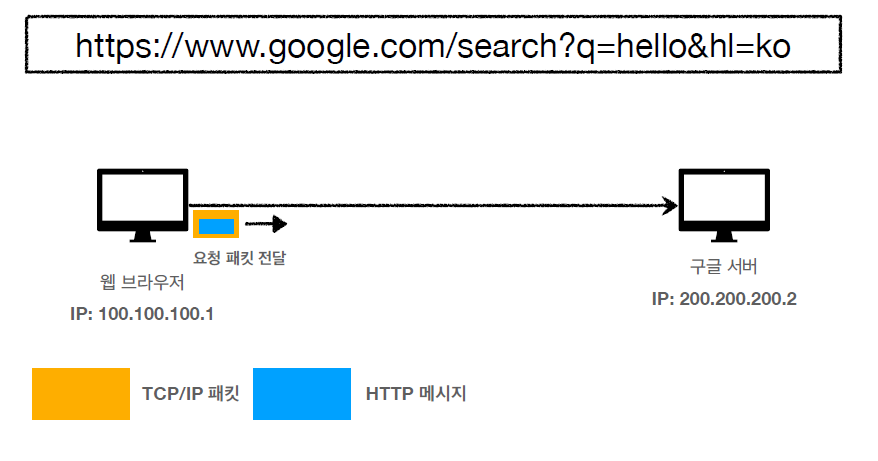 https://www.google.com/search?q=hello&hl=ko
요청 패킷 전달
웹 브라우저
IP: 100.100.100.1
구글 서버
IP: 200.200.200.2
TCP/IP 패킷
HTTP 메시지